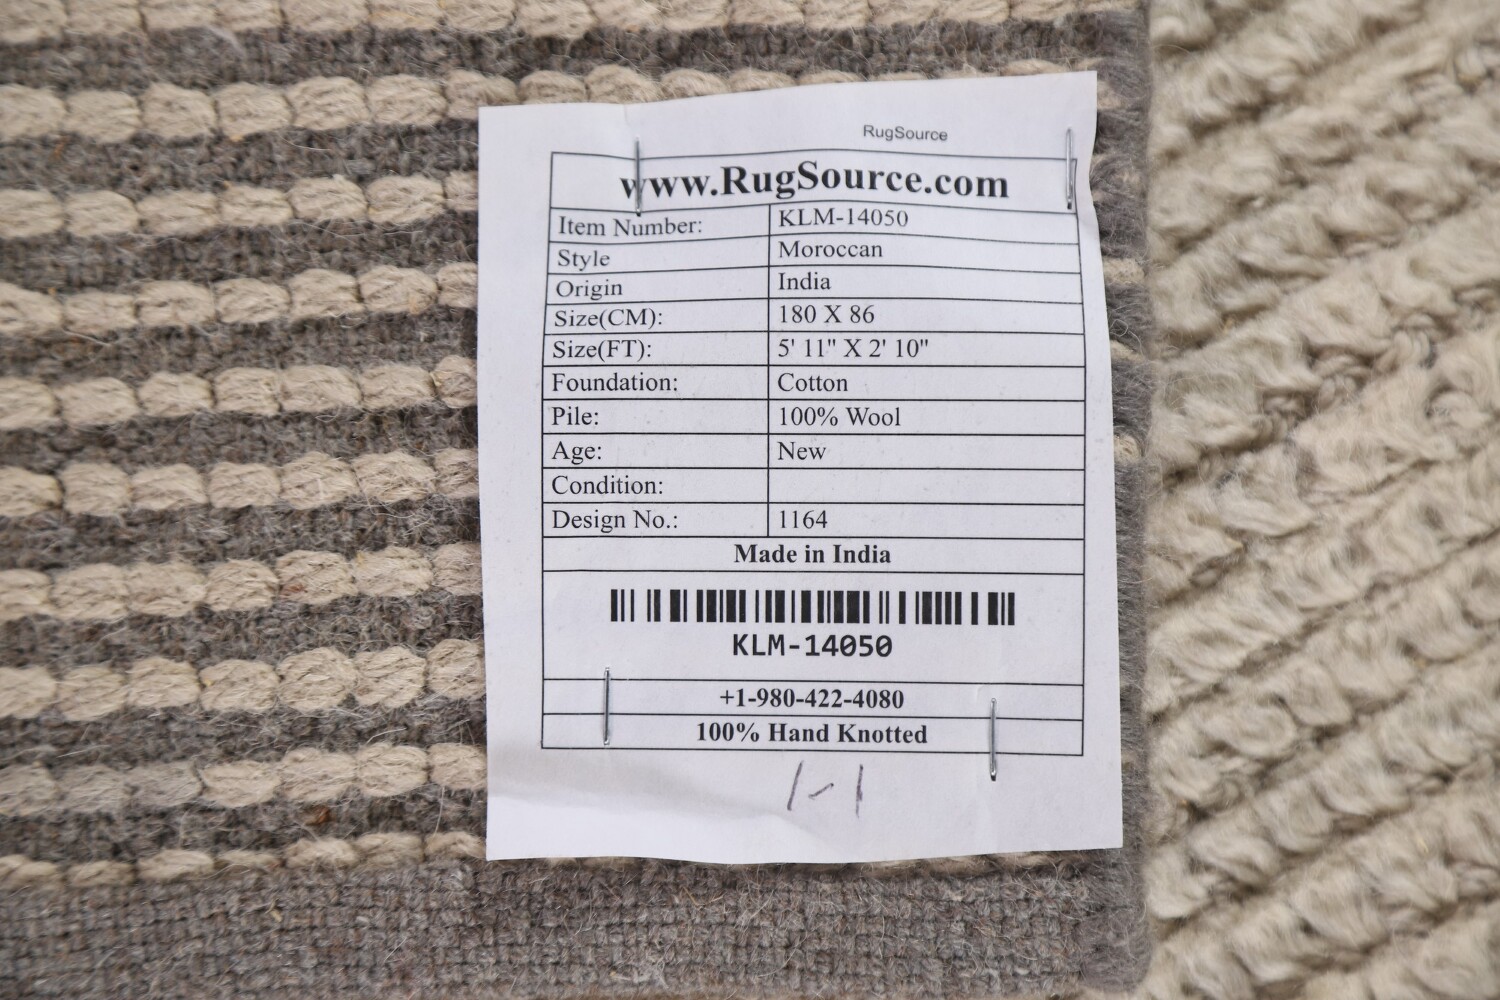 RugSource
www.RugSource.com
Item Number: KLM-14050
Style Moroccan
Origin India
Size(CM): 180 X 86
Size(FT): 5' 11" X 2' 10"
Foundation: Cotton
Pile: 100% Wool
Age: New
Condition:
Design No.: 1164
Made in India
KLM-14050
+1-980-422-4080
100% Hand Knotted
1-1